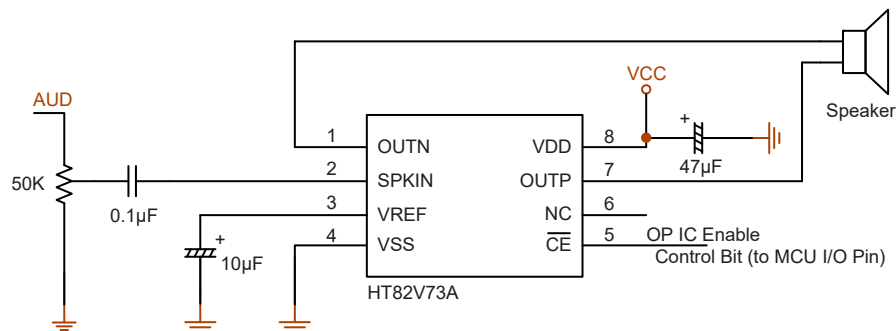 AUD
50K
0.1µF
10µF
1
2
3
4
OUTN
SPKIN
VREF
VSS
VDD
OUTP
NC
C̅E̅
8
7
6
5
HT82V73A
VCC
+
47µF
+
Speaker
OP IC Enable
Control Bit (to MCU I/O Pin)